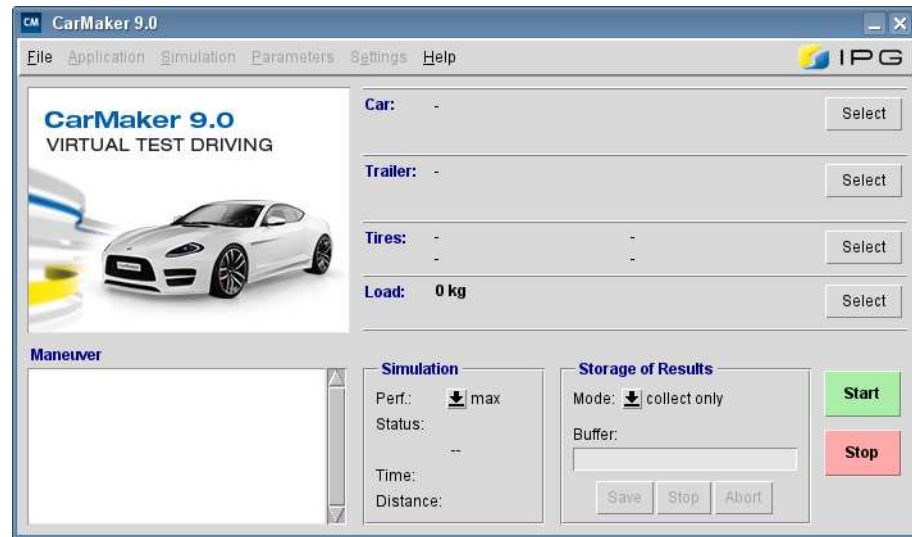 CM CarMaker 9.0
File Application Simulation Parameters Settings Help
IPG
CarMaker 9.0
VIRTUAL TEST DRIVING
Car: -
Select
Trailer: -
Select
Tires: - -
- -
Select
Load: 0 kg
Select
Maneuver
Simulation
Perf.: max
Status:
--
Time:
Distance:
Storage of Results
Mode: collect only
Buffer:
Save Stop Abort
Start
Stop